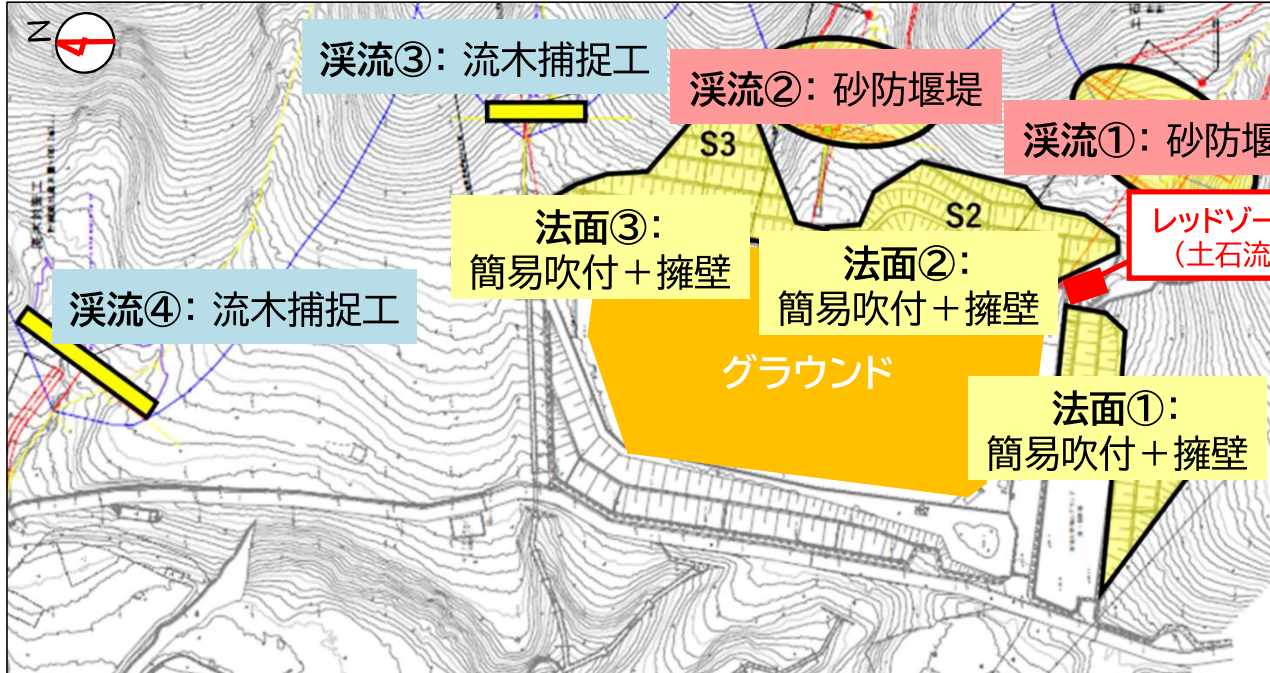 N
渓流③：流木捕捉工
渓流②：砂防堰堤
渓流①：砂防堰
S3
S2
レッドゾー
（土石流
法面③：
簡易吹付＋擁壁
法面②：
簡易吹付＋擁壁
渓流④：流木捕捉工
グラウンド
法面①：
簡易吹付＋擁壁